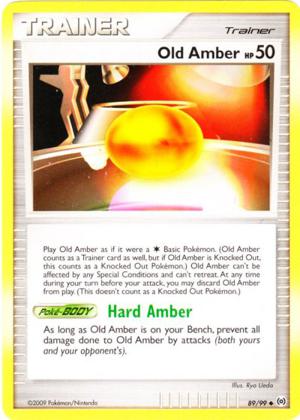 TRAINER
Trainer
Old Amber HP 50
Play Old Amber as if it were a Basic Pokémon. (Old Amber
counts as a Trainer card as well, but if Old Amber is Knocked Out,
this counts as a Knocked Out Pokémon.) Old Amber can't be
affected by any Special Conditions and can't retreat. At any time
during your turn before your attack, you may discard Old Amber
from play. (This doesn't count as a Knocked Out Pokémon.)
Poké-BODY Hard Amber
As long as Old Amber is on your Bench, prevent all
damage done to Old Amber by attacks (both yours
and your opponent's).
Illus. Ryo Ueda
©2009 Pokémon/Nintendo 89/99